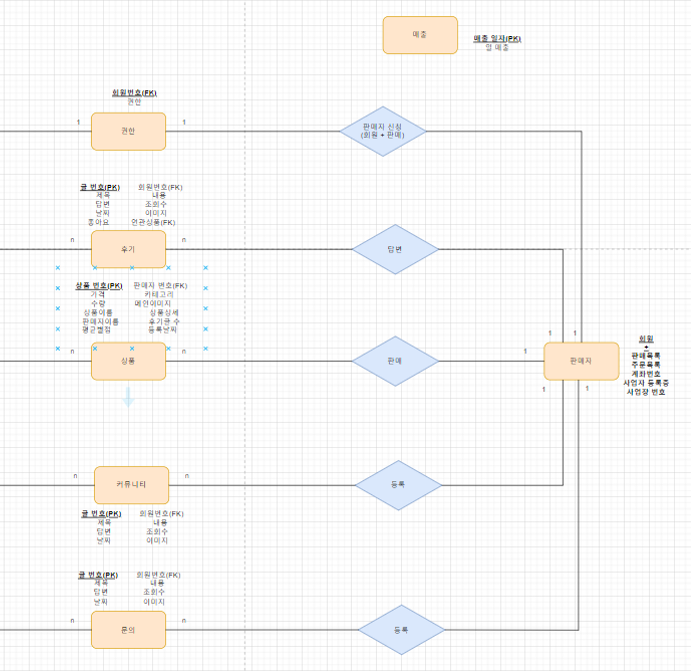 매출
매출 일자(PK)
일 매출
회원번호(FK)
권한
1
권한
1
판매자 신청
(회원 + 판매)
글 번호(PK) 회원번호(FK)
제목 내용
답변 조회수
날짜 이미지
좋아요 연관상품(FK)
n
후기
n
답변
상품 번호(PK) 판매자 번호(FK)
가격 카테고리
수량 메인이미지
상품이름 상품상세
판매자이름 후기글 수
평균별점 등록날짜
n
상품
n
판매
1
1
1
판매자
1
1
회원
+
판매목록
주문목록
계좌번호
사업자 등록증
사업장 번호
n
커뮤니티
n
등록
글 번호(PK) 회원번호(FK)
제목 내용
답변 조회수
날짜 이미지
글 번호(PK) 회원번호(FK)
제목 내용
답변 조회수
날짜 이미지
n
문의
n
등록